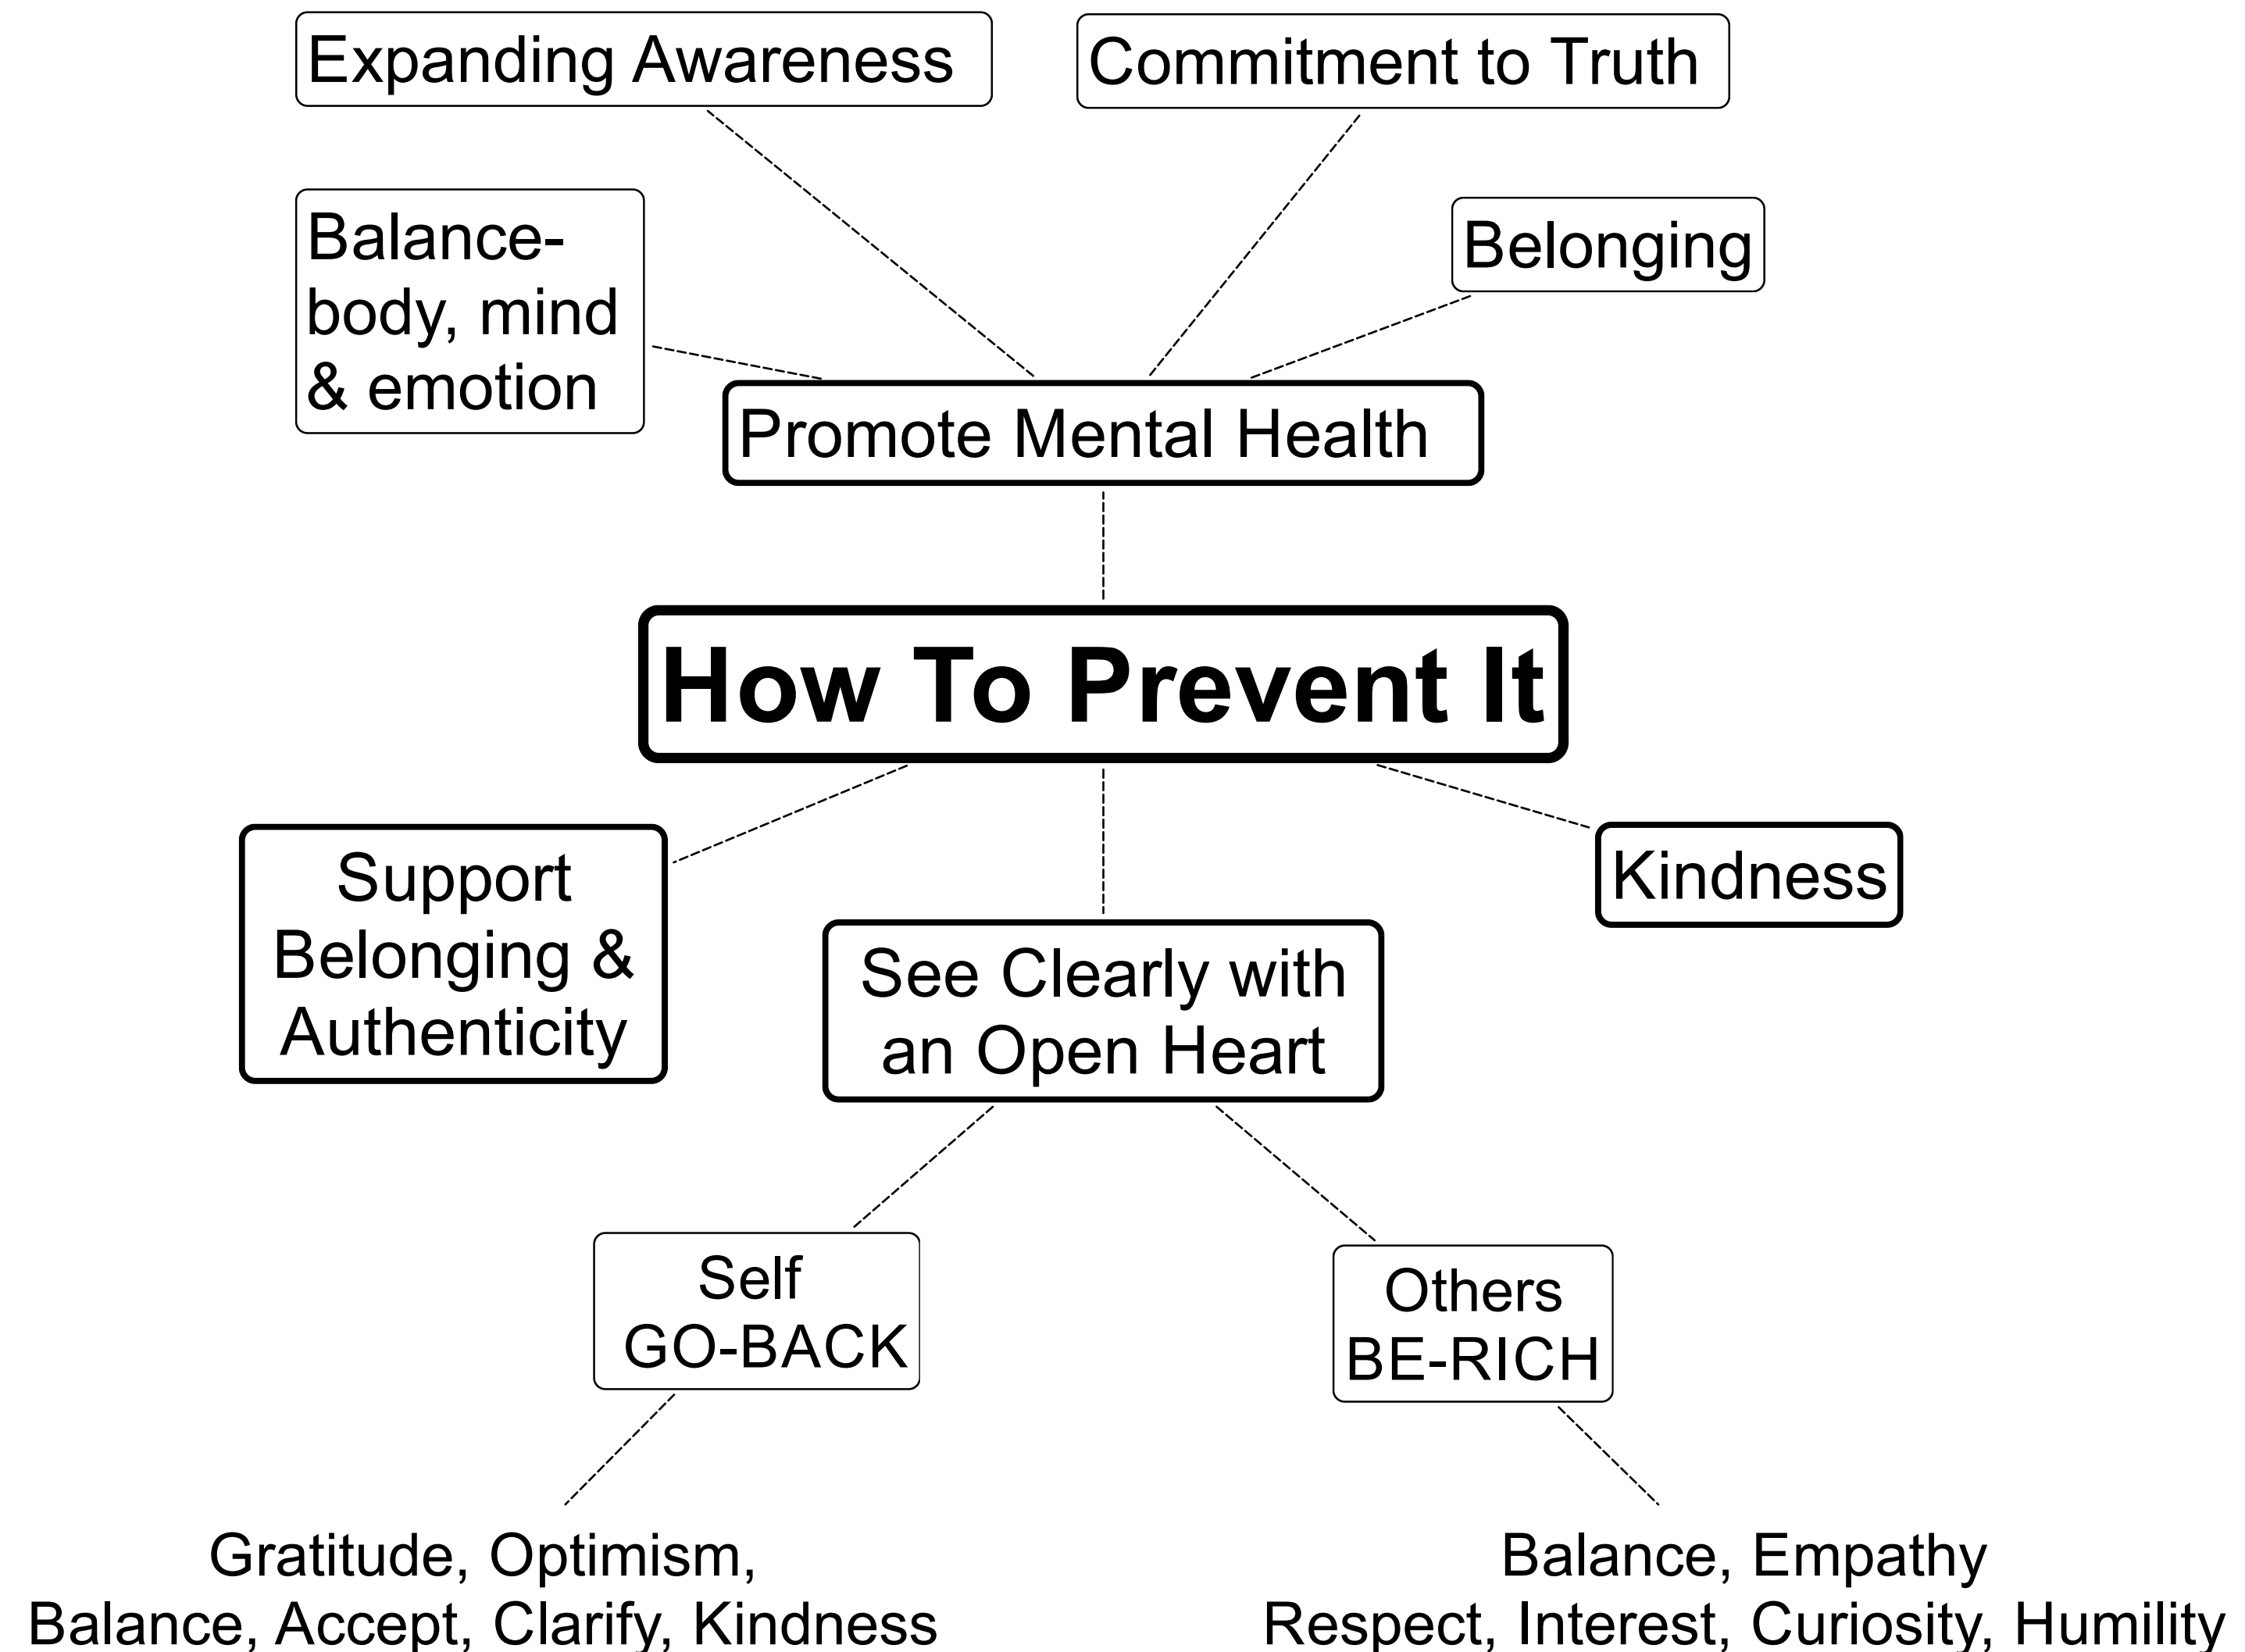 Expanding Awareness
Commitment to Truth
Balance-
body, mind
& emotion
Belonging
Promote Mental Health
How To Prevent It
Support
Belonging &
Authenticity
Kindness
See Clearly with
an Open Heart
Self
GO-BACK
Others
BE-RICH
Gratitude, Optimism,
Balance, Accept, Clarify, Kindness
Balance, Empathy
Respect, Interest, Curiosity, Humility